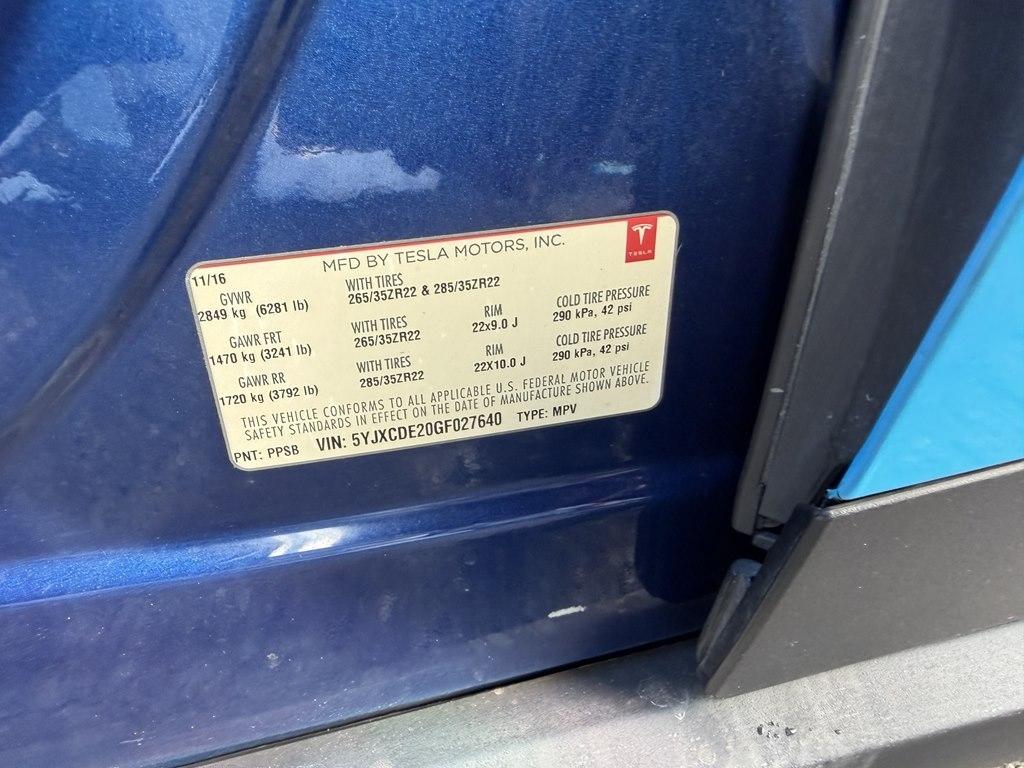 MFD BY TESLA MOTORS, INC.
TESLA
11/16
GVWR
2849 kg (6281 lb)
WITH TIRES
265/35ZR22 & 285/35ZR22
GAWR FRT
1470 kg (3241 lb)
WITH TIRES
265/35ZR22
RIM
22x9.0 J
COLD TIRE PRESSURE
290 kPa, 42 psi
GAWR RR
1720 kg (3792 lb)
WITH TIRES
285/35ZR22
RIM
22X10.0 J
COLD TIRE PRESSURE
290 kPa, 42 psi
THIS VEHICLE CONFORMS TO ALL APPLICABLE U.S. FEDERAL MOTOR VEHICLE
SAFETY STANDARDS IN EFFECT ON THE DATE OF MANUFACTURE SHOWN ABOVE.
PNT: PPSB VIN: 5YJXCDE20GF027640 TYPE: MPV